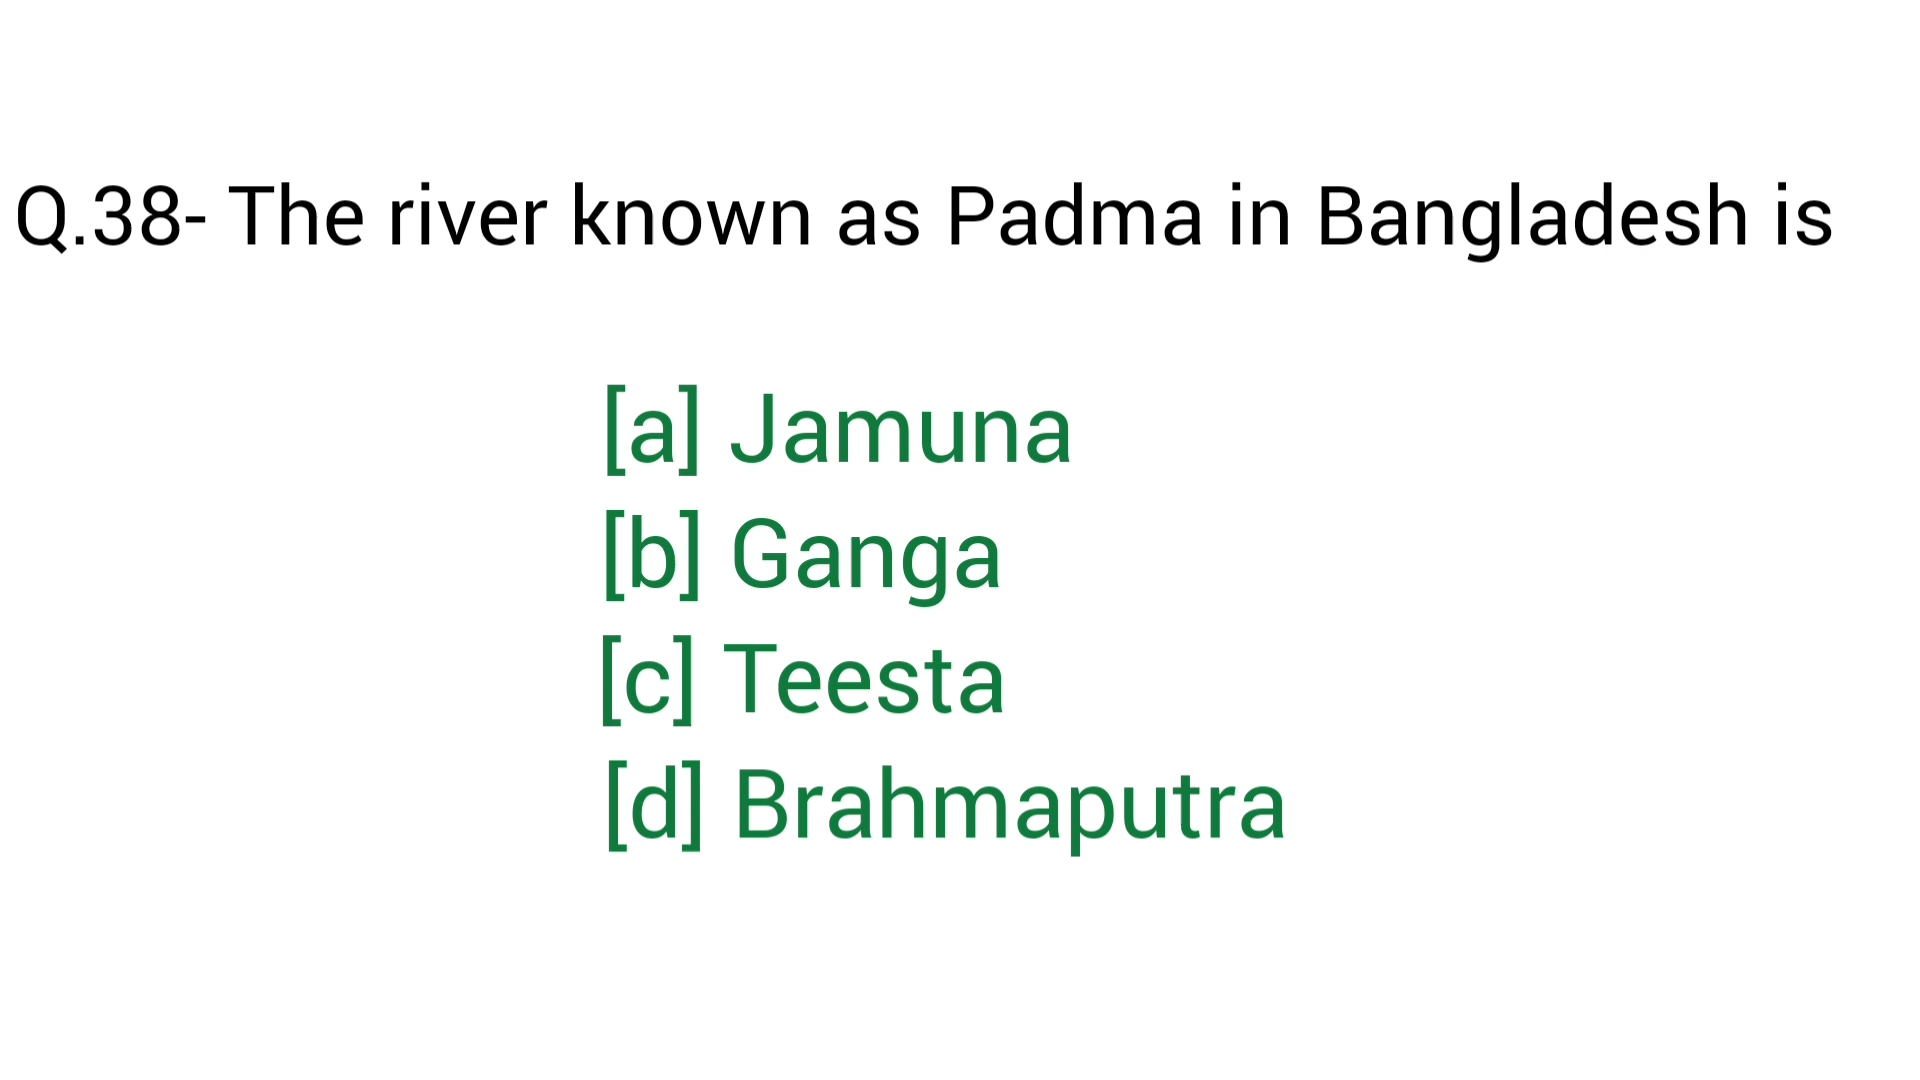 Q.38- The river known as Padma in Bangladesh is
[a] Jamuna
[b] Ganga
[c] Teesta
[d] Brahmaputra